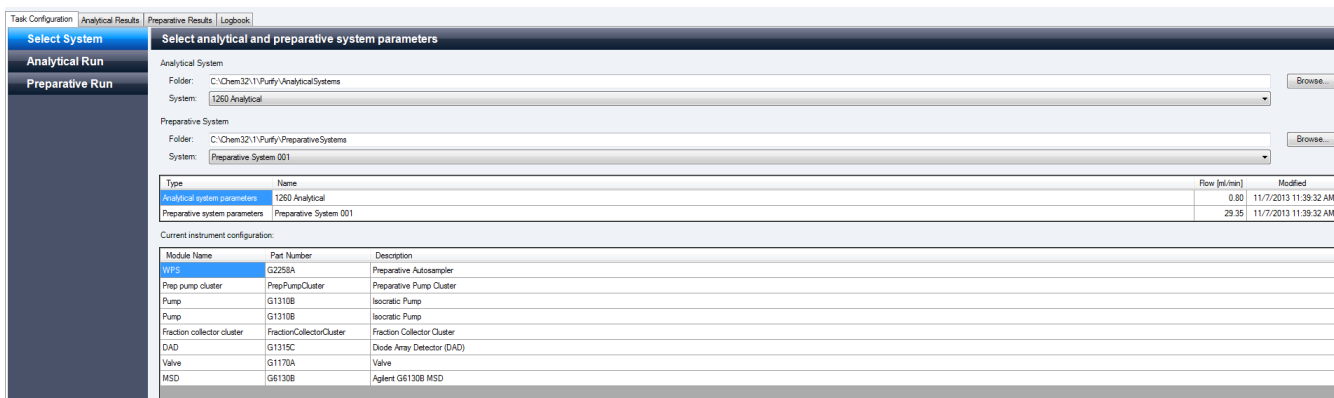 Task Configuration Analytical Results Preparative Results Logbook
Select System
Select analytical and preparative system parameters
Analytical Run
Preparative Run
Analytical System
Folder: C:\Chem32\1\Purify\AnalyticalSystems Browse...
System: 1260 Analytical
Preparative System
Folder: C:\Chem32\1\Purify\PreparativeSystems Browse...
System: Preparative System 001
Type Name Flow [ml/min] Modified
Analytical system parameters 1260 Analytical 0.80 11/7/2013 11:39:32 AM
Preparative system parameters Preparative System 001 29.35 11/7/2013 11:39:32 AM
Current instrument configuration:
Module Name Part Number Description
WPS G2258A Preparative Autosampler
Prep pump cluster PrepPumpCluster Preparative Pump Cluster
Pump G1310B Isocratic Pump
Pump G1310B Isocratic Pump
Fraction collector cluster FractionCollectorCluster Fraction Collector Cluster
DAD G1315C Diode Array Detector (DAD)
Valve G1170A Valve
MSD G6130B Agilent G6130B MSD